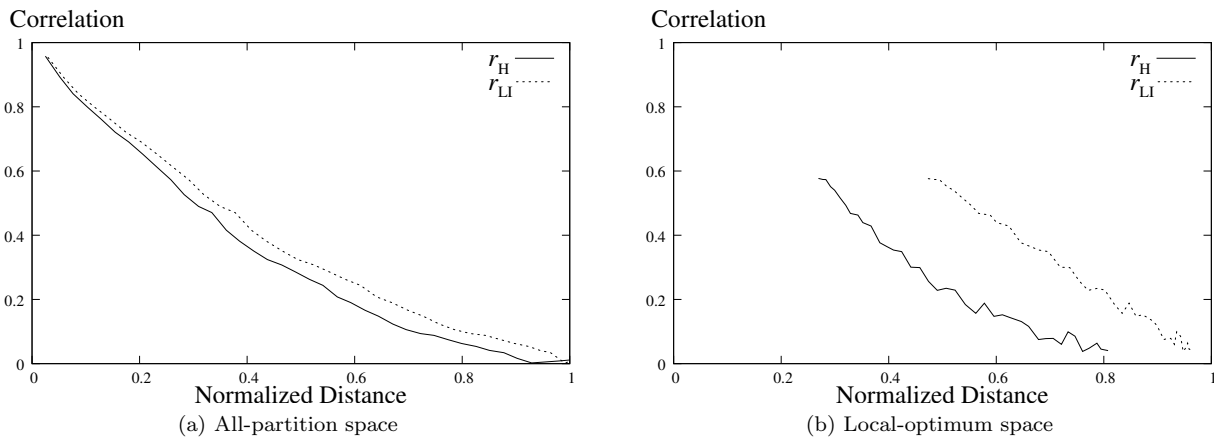 Correlation
1
0.8
0.6
0.4
0.2
0
0 0.2 0.4 0.6 0.8 1
r_H
r_LI
Normalized Distance
(a) All-partition space
Correlation
1
0.8
0.6
0.4
0.2
0
0 0.2 0.4 0.6 0.8 1
r_H
r_LI
Normalized Distance
(b) Local-optimum space